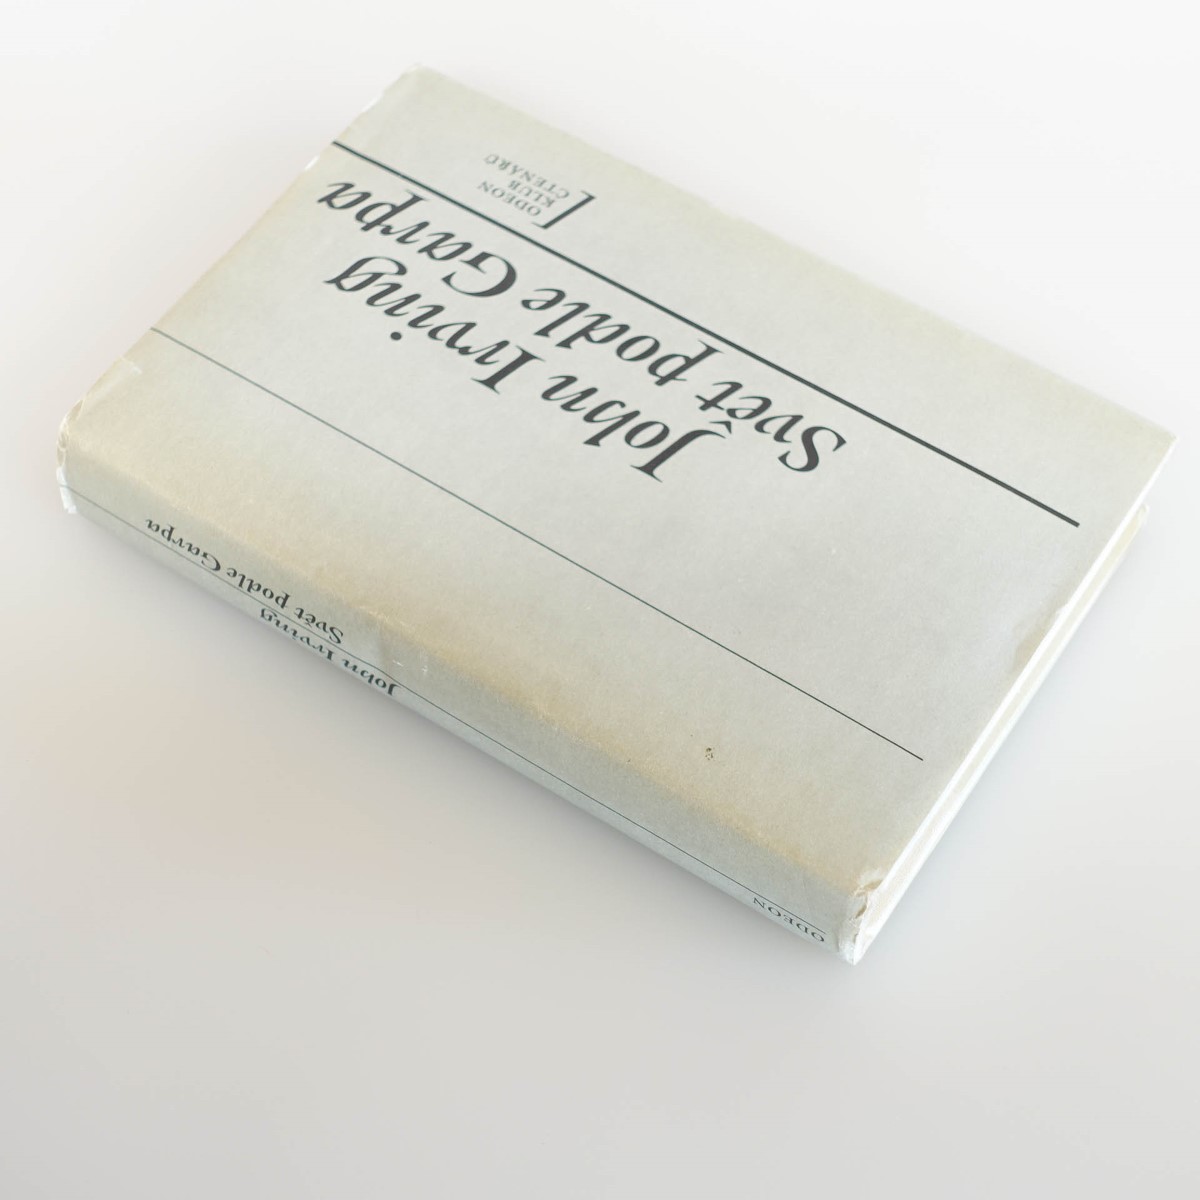 John Irving
Svět podle Garpa
ODEON
KLUB
ČTENÁŘŮ
John Irving
Svět podle Garpa
ODEON